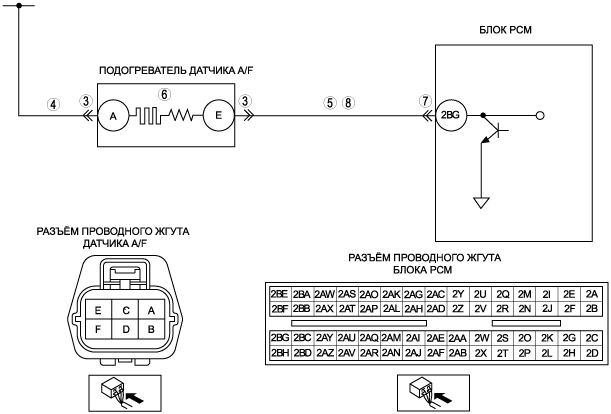 БЛОК PCM
ПОДОГРЕВАТЕЛЬ ДАТЧИКА A/F
4 3 A 6 E 3 5 8 7 2BG
РАЗЪЁМ ПРОВОДНОГО ЖГУТА
ДАТЧИКА A/F
E C A
F D B
РАЗЪЁМ ПРОВОДНОГО ЖГУТА
БЛОКА PCM
2BE 2BA 2AW 2AS 2AO 2AK 2AG 2AC 2Y 2U 2Q 2M 2I 2E 2A
2BF 2BB 2AX 2AT 2AP 2AL 2AH 2AD 2Z 2V 2R 2N 2J 2F 2B
2BG 2BC 2AY 2AU 2AQ 2AM 2AI 2AE 2AA 2W 2S 2O 2K 2G 2C
2BH 2BD 2AZ 2AV 2AR 2AN 2AJ 2AF 2AB 2X 2T 2P 2L 2H 2D